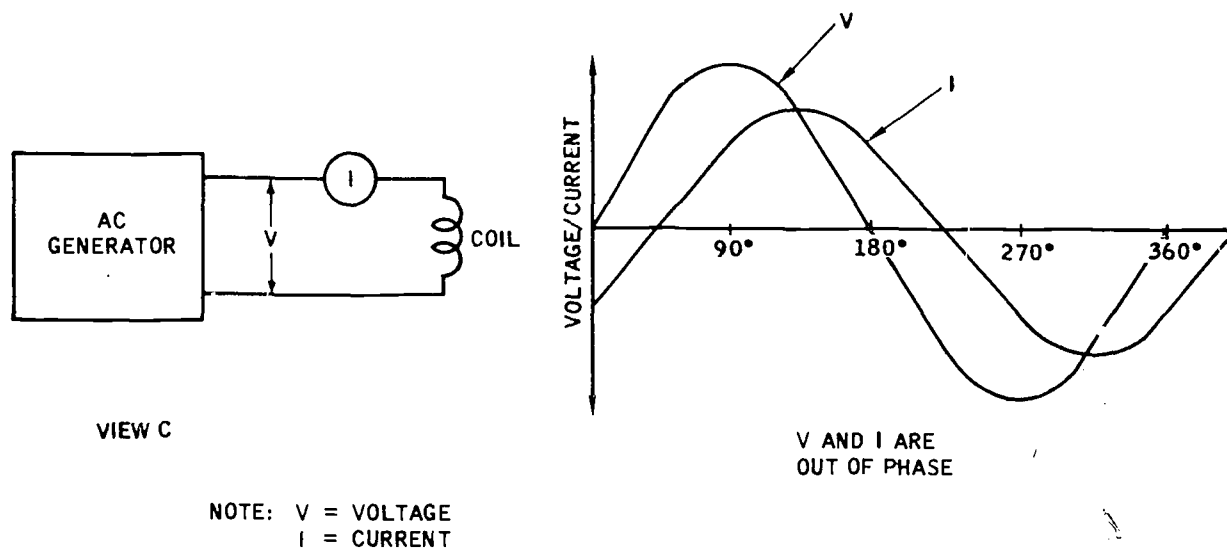 AC
GENERATOR
V
I
COIL
VIEW C
VOLTAGE/CURRENT
V
I
90°
180°
270°
360°
V AND I ARE
OUT OF PHASE
NOTE: V = VOLTAGE
I = CURRENT